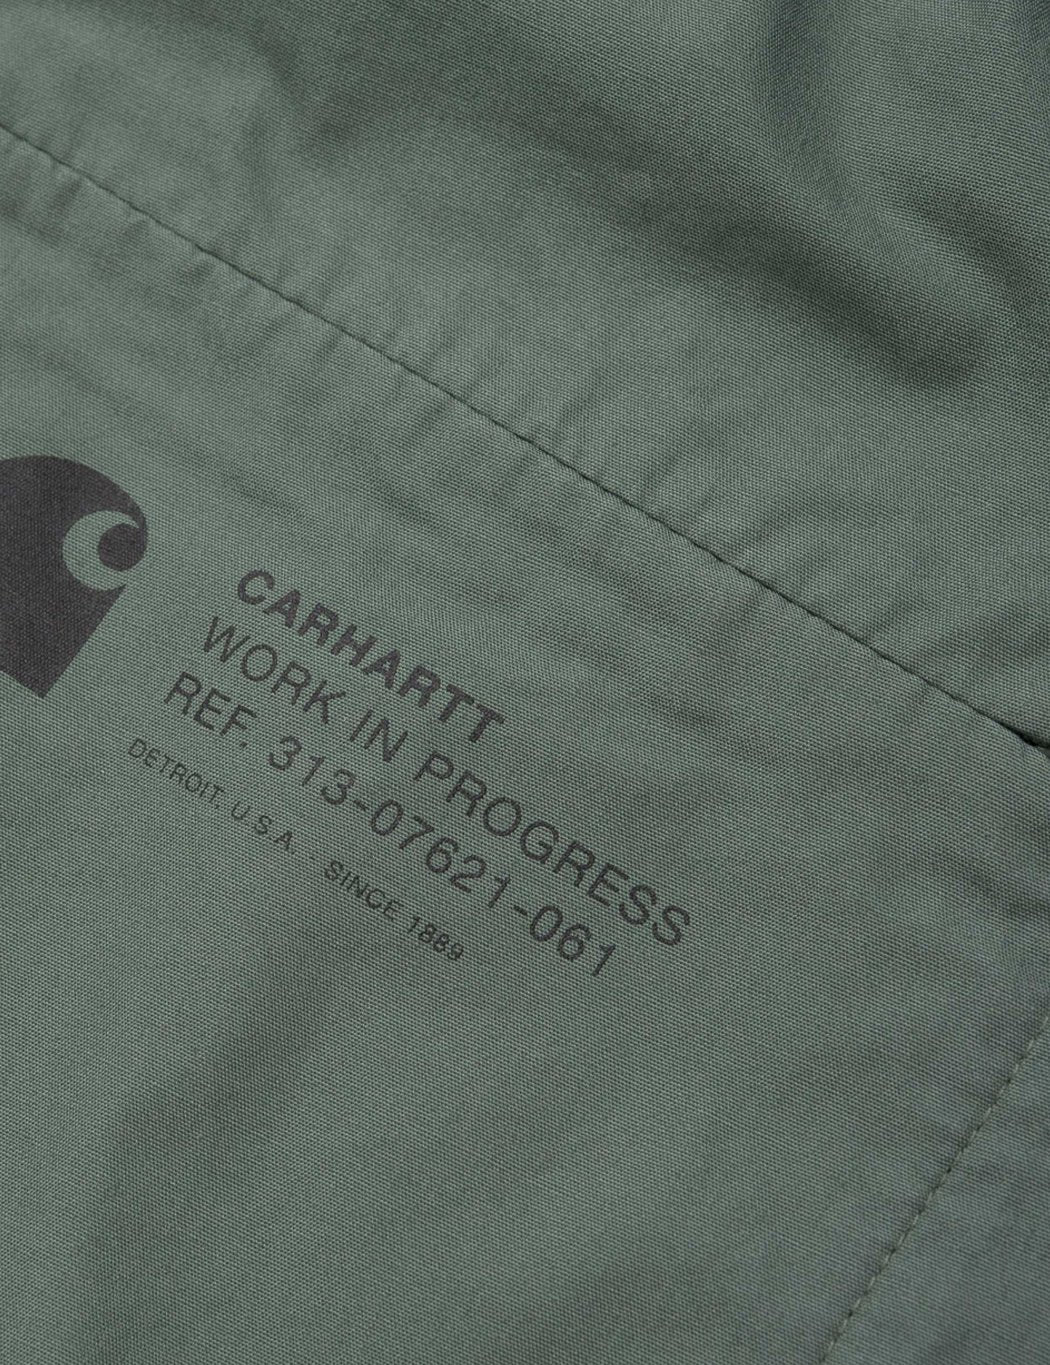 CARHARTT
WORK IN PROGRESS
REF. 313-07621-061
DETROIT, U.S.A. - SINCE 1889